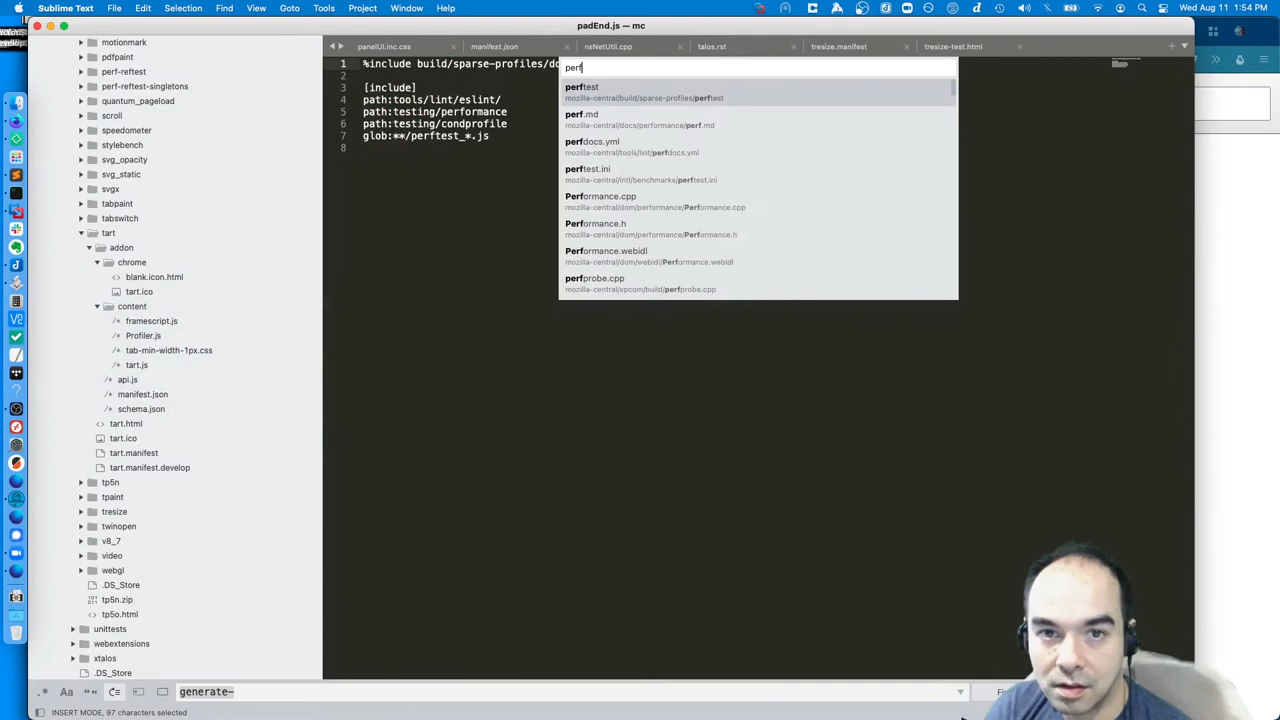 Sublime Text File Edit Selection Find View Goto Tools Project Window Help
Wed Aug 11 1:54 PM
padEnd.js — mc
panelUI.inc.css
manifest.json
nsNetUtil.cpp
talos.rst
tresize.manifest
tresize-test.html
motionmark
pdfpaint
perf-reftest
perf-reftest-singletons
quantum_pageload
scroll
speedometer
stylebench
svg_opacity
svg_static
svgx
tabpaint
tabswitch
tart
addon
chrome
blank.icon.html
tart.ico
content
framescript.js
Profiler.js
tab-min-width-1px.css
tart.js
api.js
manifest.json
schema.json
tart.html
tart.ico
tart.manifest
tart.manifest.develop
tp5n
tpaint
tresize
twinopen
v8_7
video
webgl
.DS_Store
tp5n.zip
tp5o.html
unittests
webextensions
xtalos
.DS_Store
1 %include build/sparse-profiles/do
2
3 [include]
4 path:tools/lint/eslint/
5 path:testing/performance
6 path:testing/condprofile
7 glob:**/perftest_*.js
8
perf
perftest
mozilla-central/build/sparse-profiles/perftest
perf.md
mozilla-central/docs/performance/perf.md
perfdocs.yml
mozilla-central/tools/lint/perfdocs.yml
perftest.ini
mozilla-central/intl/benchmarks/perftest.ini
Performance.cpp
mozilla-central/dom/performance/Performance.cpp
Performance.h
mozilla-central/dom/performance/Performance.h
Performance.webidl
mozilla-central/dom/webidl/Performance.webidl
perfprobe.cpp
mozilla-central/xpcom/build/perfprobe.cpp
.* Aa generate-
INSERT MODE, 97 characters selected